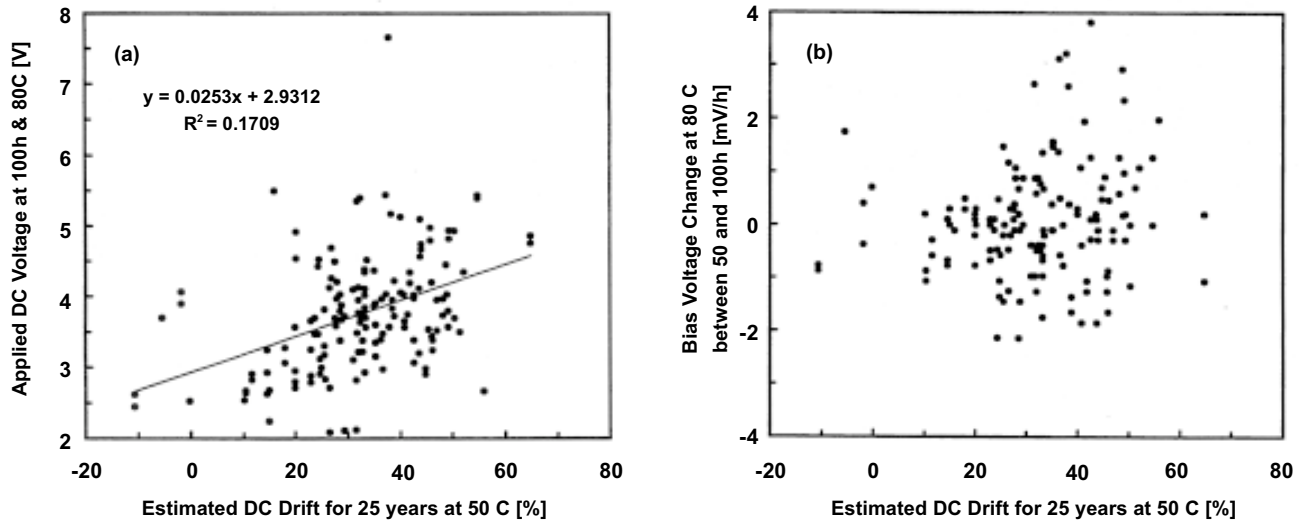 (a)
y = 0.0253x + 2.9312
R² = 0.1709
8
7
6
5
4
3
2
-20
0
20
40
60
80
Applied DC Voltage at 100h & 80C [V]
Estimated DC Drift for 25 years at 50 C [%]
(b)
4
2
0
-2
-4
-20
0
20
40
60
80
Bias Voltage Change at 80 C
between 50 and 100h [mV/h]
Estimated DC Drift for 25 years at 50 C [%]